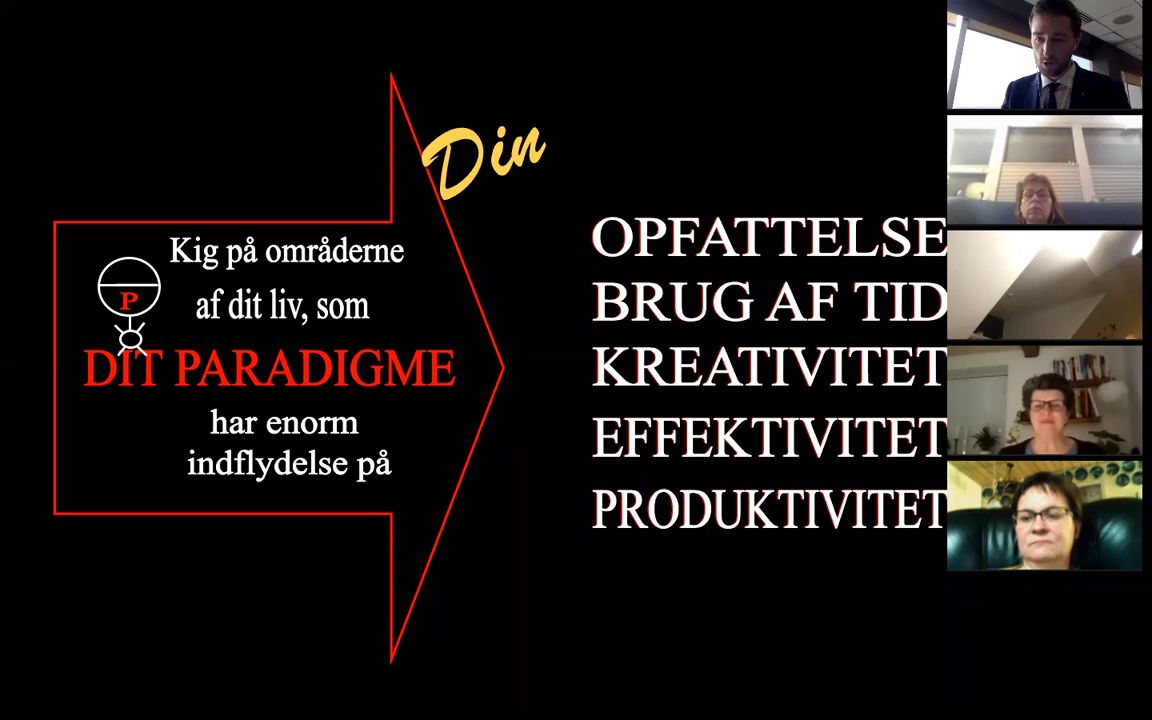 Din
Kig på områderne
P
af dit liv, som
DIT PARADIGME
har enorm
indflydelse på
OPFATTELSE
BRUG AF TID
KREATIVITET
EFFEKTIVITET
PRODUKTIVITET